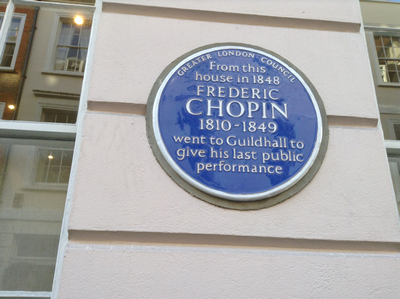 GREATER LONDON COUNCIL
From this
house in 1848
FREDERIC
CHOPIN
1810-1849
went to Guildhall to
give his last public
performance